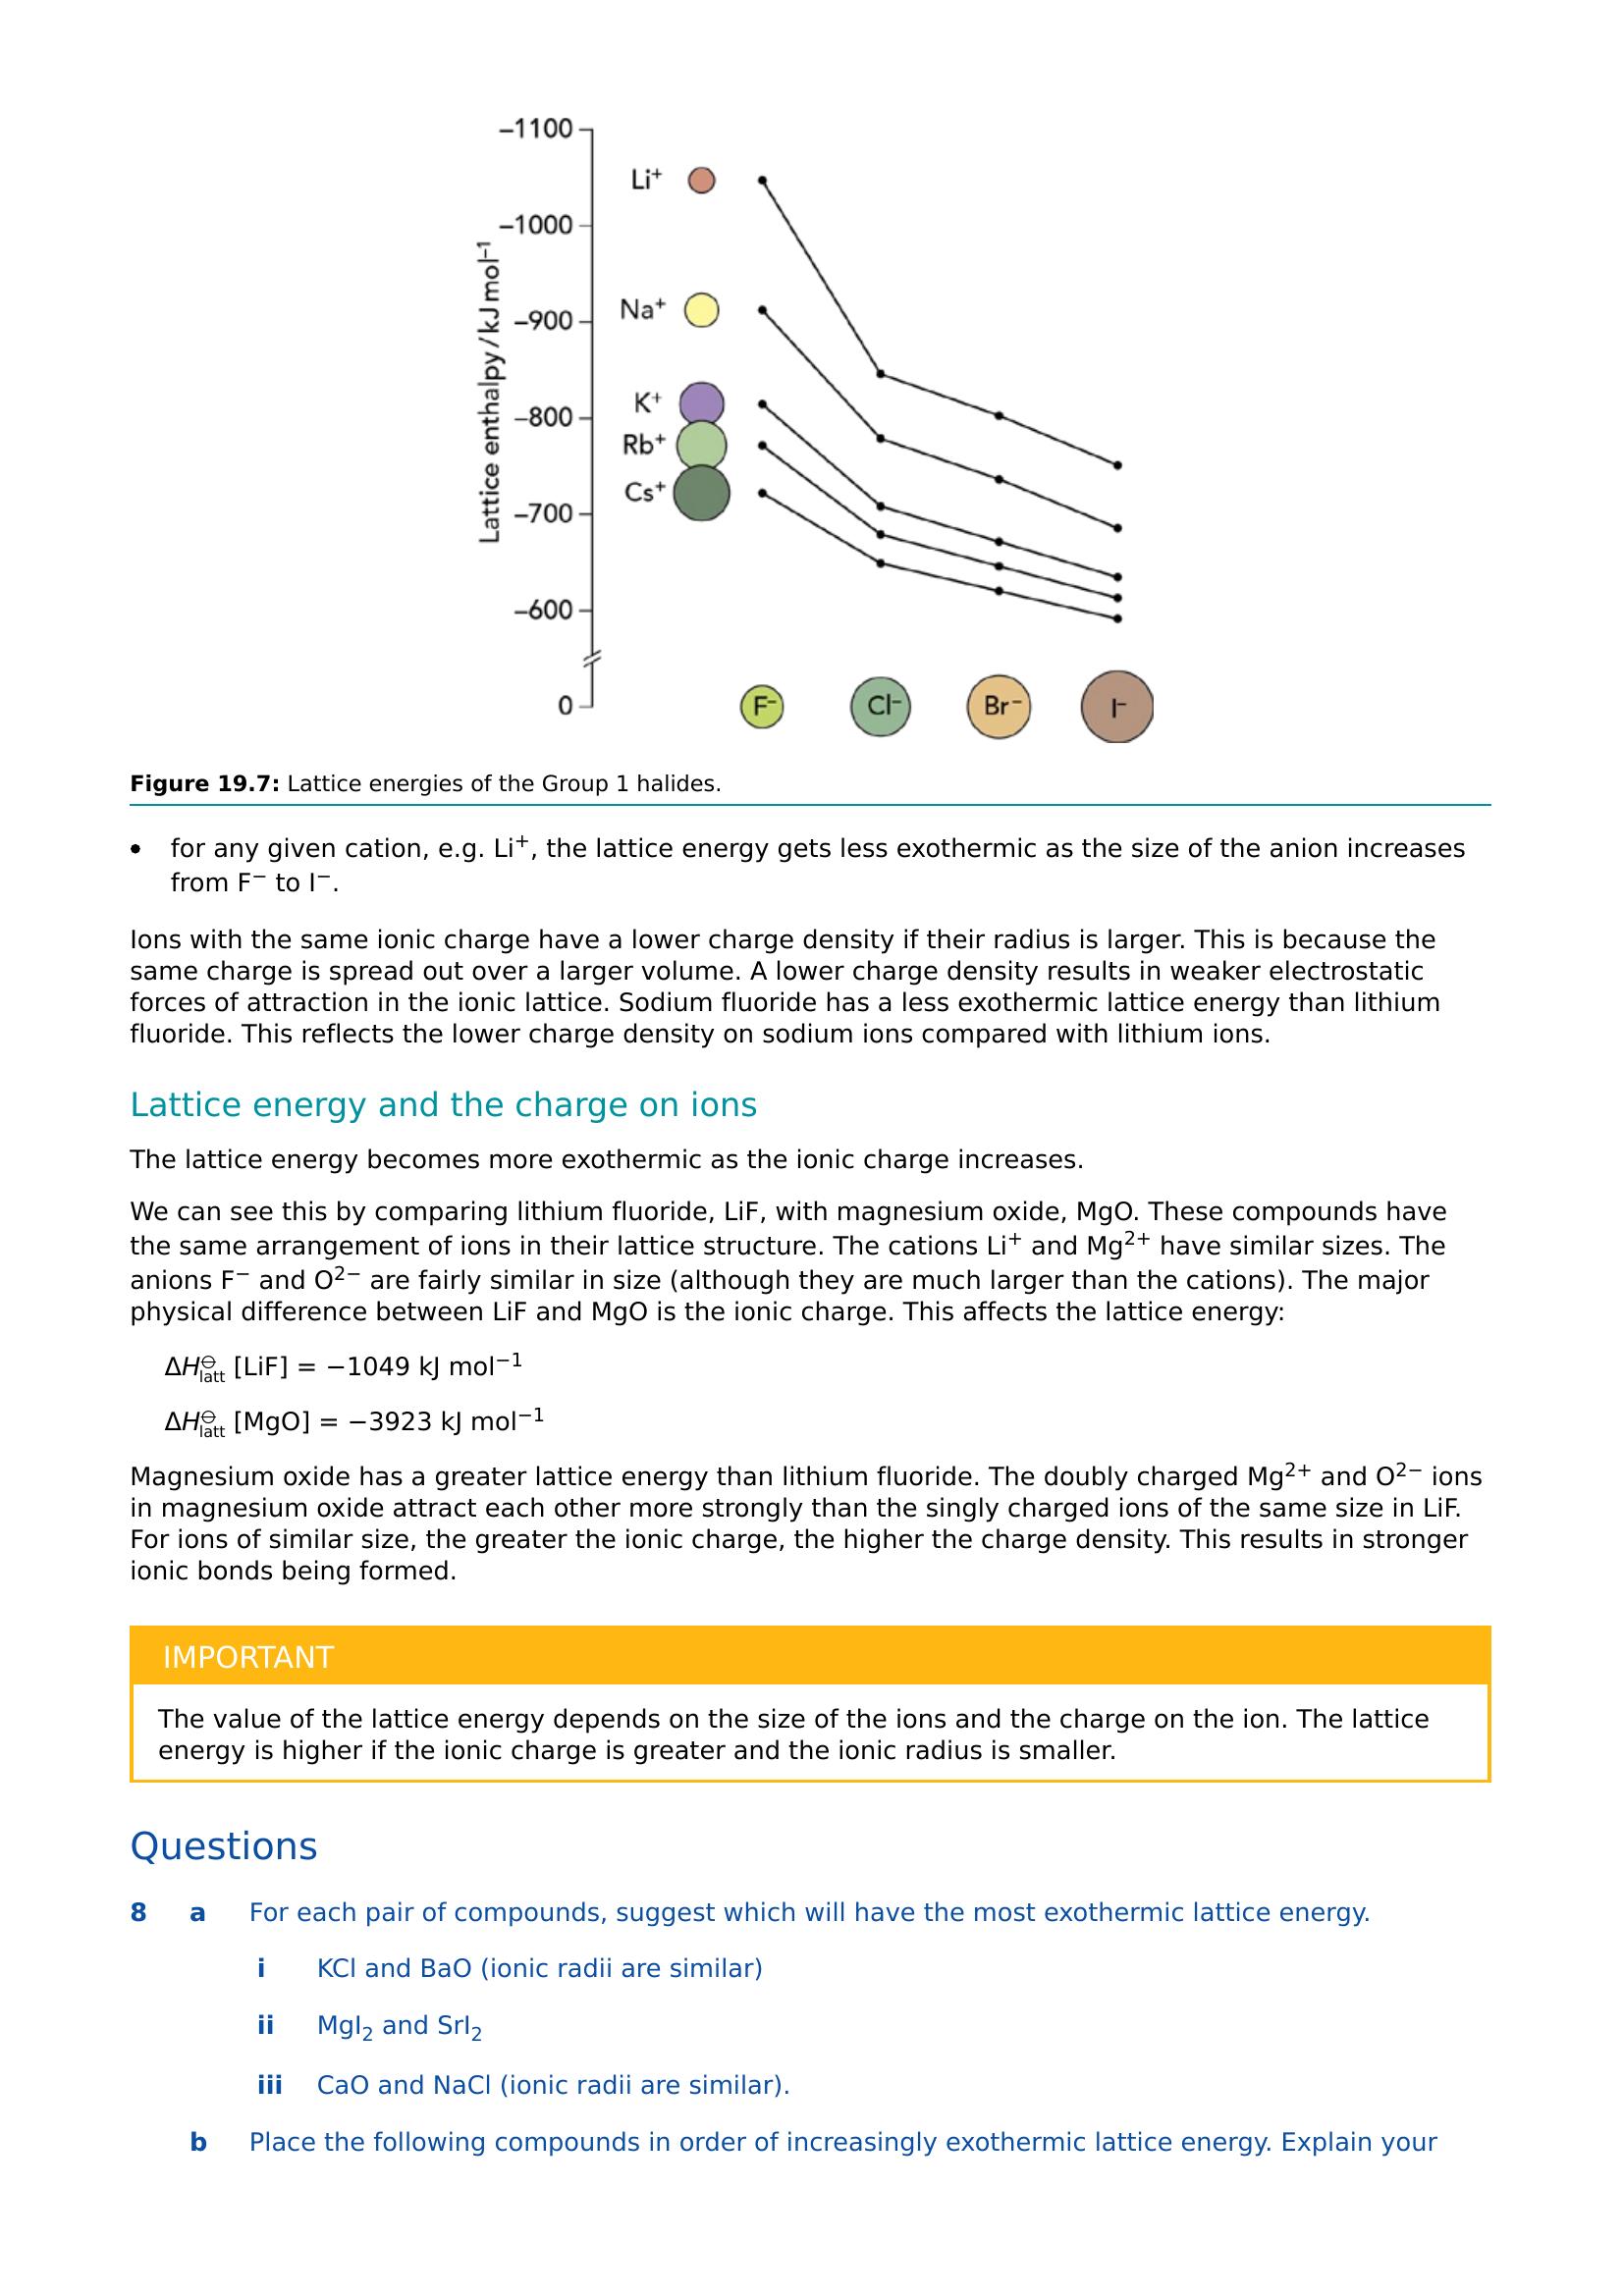 –1100
Li⁺
–1000
Na⁺
–900
K⁺
–800
Rb⁺
Cs⁺
–700
–600
0
Lattice enthalpy/kJ mol⁻¹
F⁻ Cl⁻ Br⁻ I⁻
Figure 19.7: Lattice energies of the Group 1 halides.
• for any given cation, e.g. Li⁺, the lattice energy gets less exothermic as the size of the anion increases
from F⁻ to I⁻.
Ions with the same ionic charge have a lower charge density if their radius is larger. This is because the
same charge is spread out over a larger volume. A lower charge density results in weaker electrostatic
forces of attraction in the ionic lattice. Sodium fluoride has a less exothermic lattice energy than lithium
fluoride. This reflects the lower charge density on sodium ions compared with lithium ions.
Lattice energy and the charge on ions
The lattice energy becomes more exothermic as the ionic charge increases.
We can see this by comparing lithium fluoride, LiF, with magnesium oxide, MgO. These compounds have
the same arrangement of ions in their lattice structure. The cations Li⁺ and Mg²⁺ have similar sizes. The
anions F⁻ and O²⁻ are fairly similar in size (although they are much larger than the cations). The major
physical difference between LiF and MgO is the ionic charge. This affects the lattice energy:
ΔH⦵latt [LiF] = −1049 kJ mol⁻¹
ΔH⦵latt [MgO] = −3923 kJ mol⁻¹
Magnesium oxide has a greater lattice energy than lithium fluoride. The doubly charged Mg²⁺ and O²⁻ ions
in magnesium oxide attract each other more strongly than the singly charged ions of the same size in LiF.
For ions of similar size, the greater the ionic charge, the higher the charge density. This results in stronger
ionic bonds being formed.
IMPORTANT
The value of the lattice energy depends on the size of the ions and the charge on the ion. The lattice
energy is higher if the ionic charge is greater and the ionic radius is smaller.
Questions
8 a For each pair of compounds, suggest which will have the most exothermic lattice energy.
i KCl and BaO (ionic radii are similar)
ii MgI₂ and SrI₂
iii CaO and NaCl (ionic radii are similar).
b Place the following compounds in order of increasingly exothermic lattice energy. Explain your